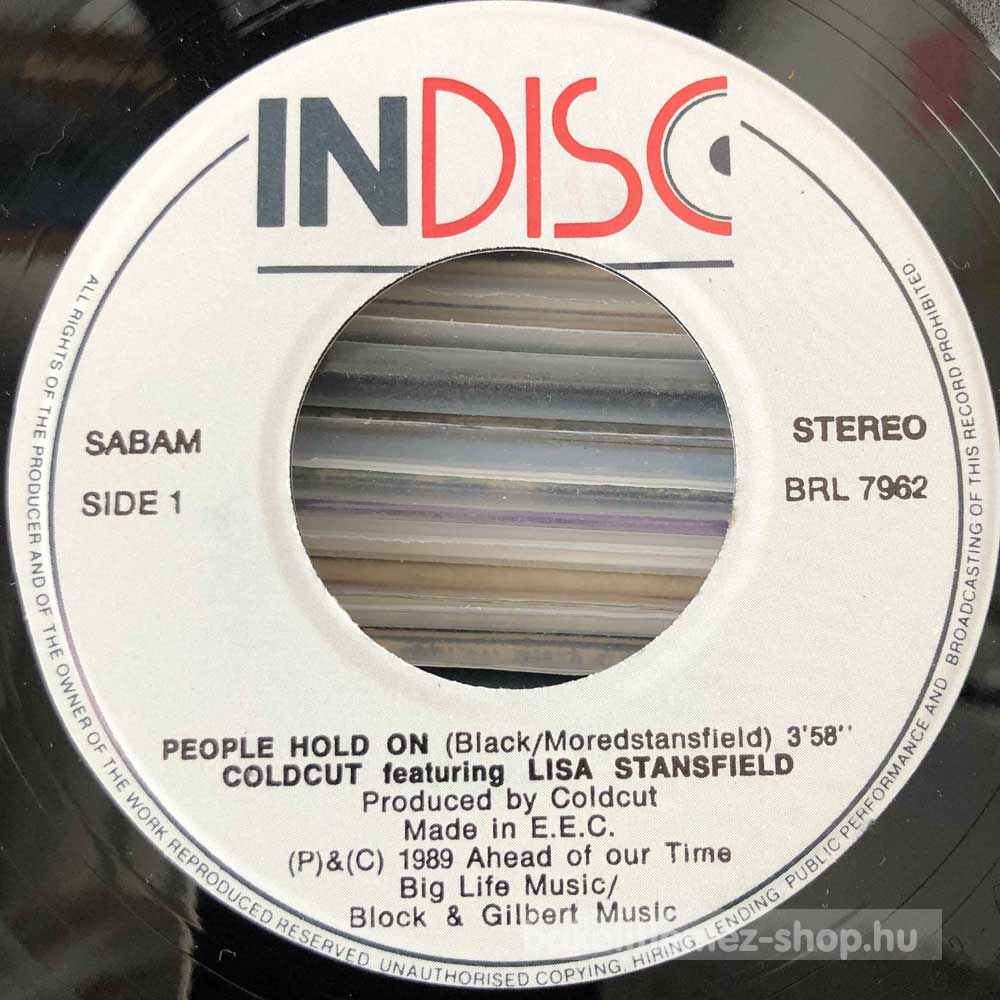 INDISC
SABAM
SIDE 1
STEREO
BRL 7962
PEOPLE HOLD ON (Black/Moredstansfield) 3'58''
COLDCUT featuring LISA STANSFIELD
Produced by Coldcut
Made in E.E.C.
(P)&(C) 1989 Ahead of our Time
Big Life Music/
Block & Gilbert Music
ALL RIGHTS OF THE PRODUCER AND OF THE OWNER OF THE WORK REPRODUCED RESERVED. UNAUTHORISED COPYING, HIRING, LENDING, PUBLIC PERFORMANCE AND BROADCASTING OF THIS RECORD PROHIBITED.
bakelitlemez-shop.hu